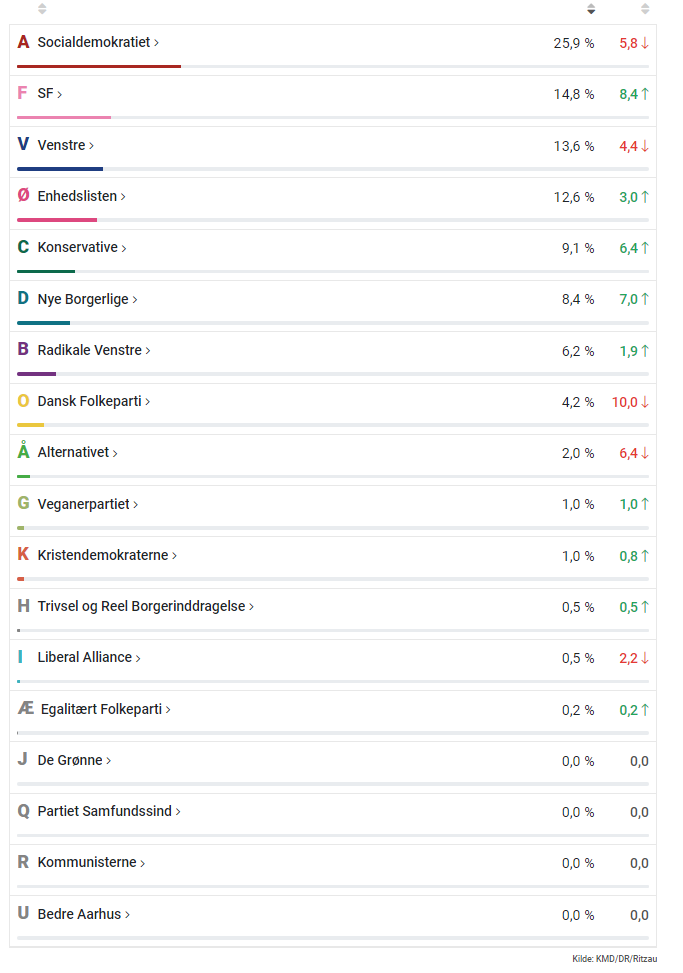 A Socialdemokratiet › 25,9 % 5,8 ↓
F SF › 14,8 % 8,4 ↑
V Venstre › 13,6 % 4,4 ↓
Ø Enhedslisten › 12,6 % 3,0 ↑
C Konservative › 9,1 % 6,4 ↑
D Nye Borgerlige › 8,4 % 7,0 ↑
B Radikale Venstre › 6,2 % 1,9 ↑
O Dansk Folkeparti › 4,2 % 10,0 ↓
Å Alternativet › 2,0 % 6,4 ↓
G Veganerpartiet › 1,0 % 1,0 ↑
K Kristendemokraterne › 1,0 % 0,8 ↑
H Trivsel og Reel Borgerinddragelse › 0,5 % 0,5 ↑
I Liberal Alliance › 0,5 % 2,2 ↓
Æ Egalitært Folkeparti › 0,2 % 0,2 ↑
J De Grønne › 0,0 % 0,0
Q Partiet Samfundssind › 0,0 % 0,0
R Kommunisterne › 0,0 % 0,0
U Bedre Aarhus › 0,0 % 0,0
Kilde: KMD/DR/Ritzau